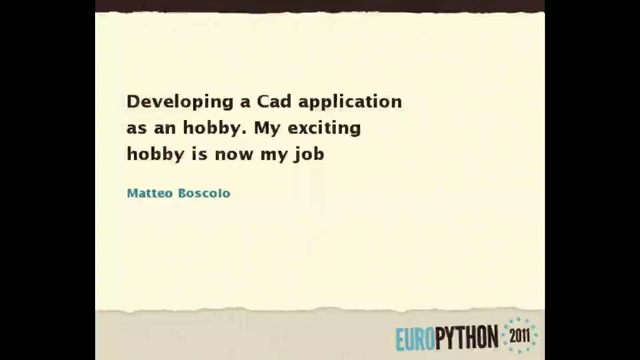 Developing a Cad application
as an hobby. My exciting
hobby is now my job
Matteo Boscolo
EUROPYTHON 2011